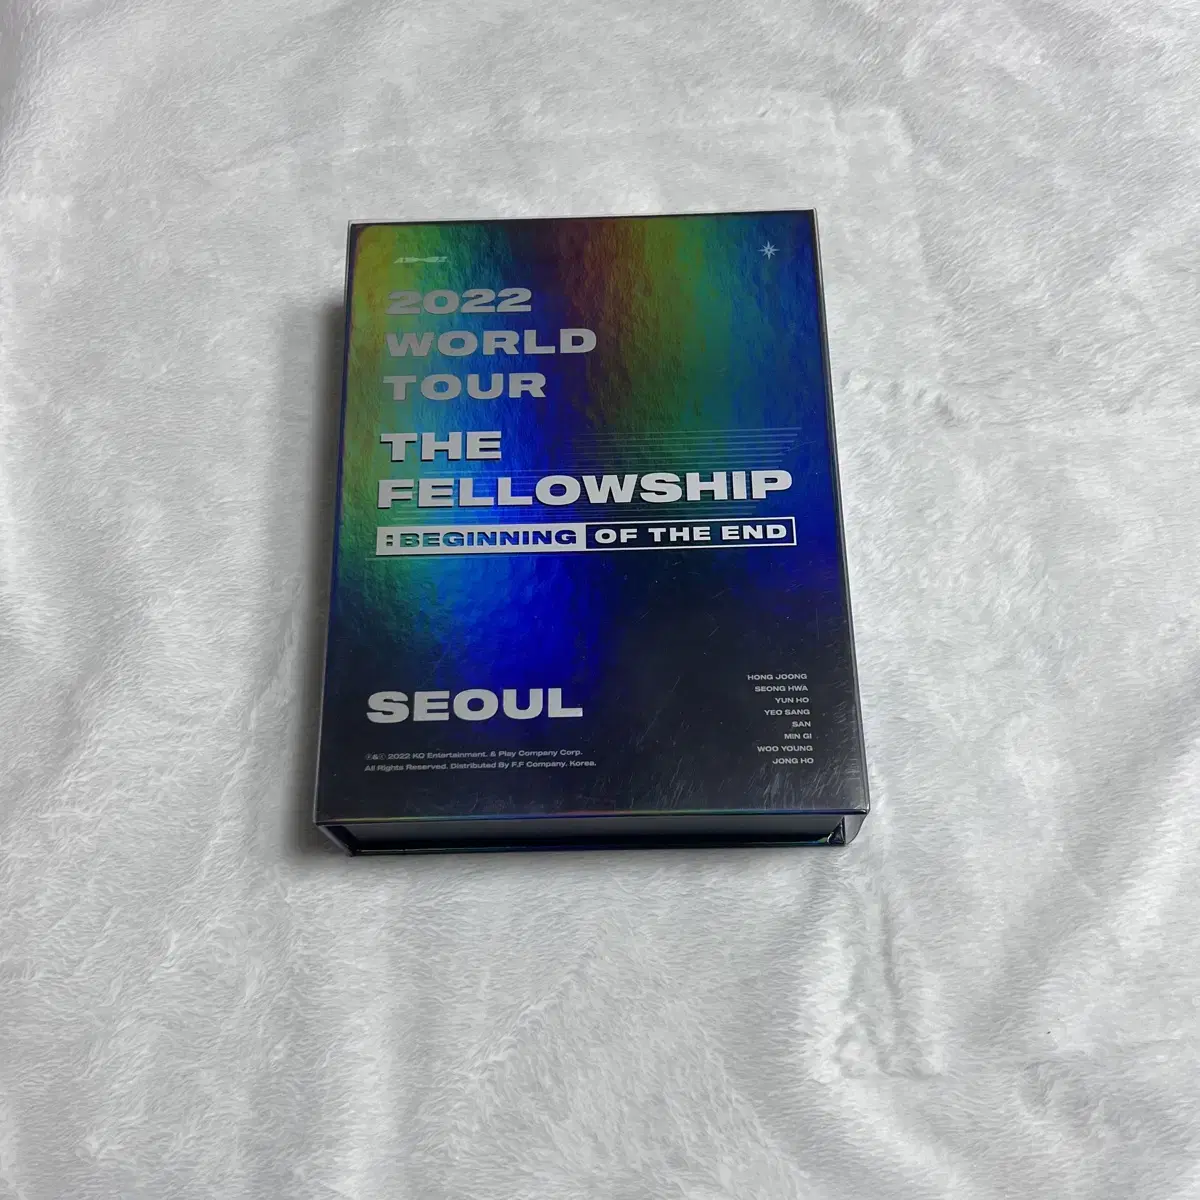 2022
WORLD
TOUR
THE
FELLOWSHIP
: BEGINNING OF THE END
SEOUL
HONG JOONG
SEONG HWA
YUN HO
YEO SANG
SAN
MIN GI
WOO YOUNG
JONG HO
℗&© 2022 KQ Entertainment. & Play Company Corp.
All Rights Reserved. Distributed By F.F Company. Korea.